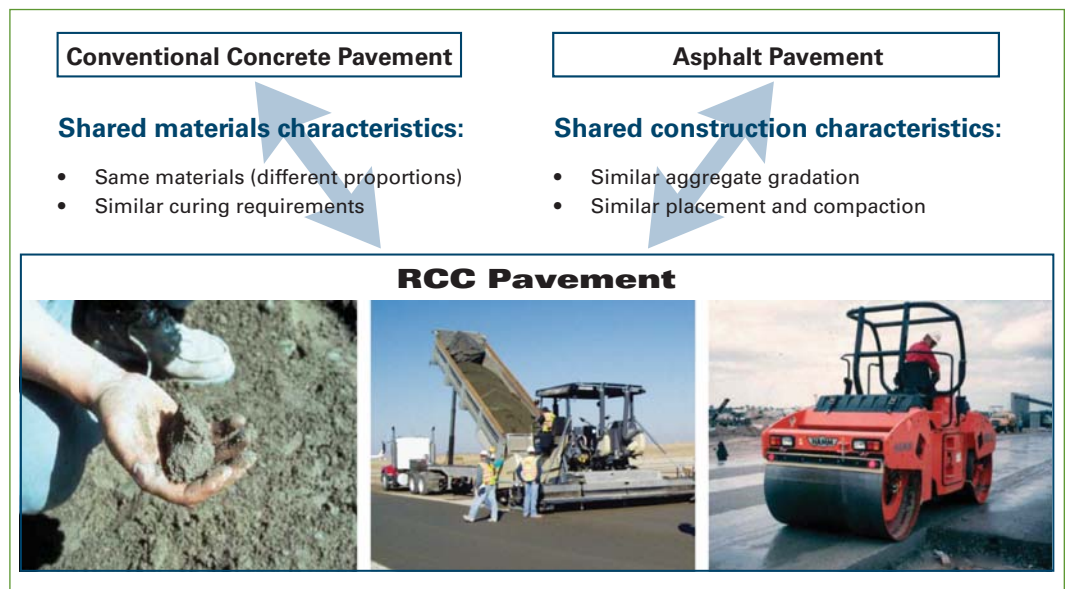 Conventional Concrete Pavement
Asphalt Pavement
Shared materials characteristics:
• Same materials (different proportions)
• Similar curing requirements
Shared construction characteristics:
• Similar aggregate gradation
• Similar placement and compaction
RCC Pavement
HAMM